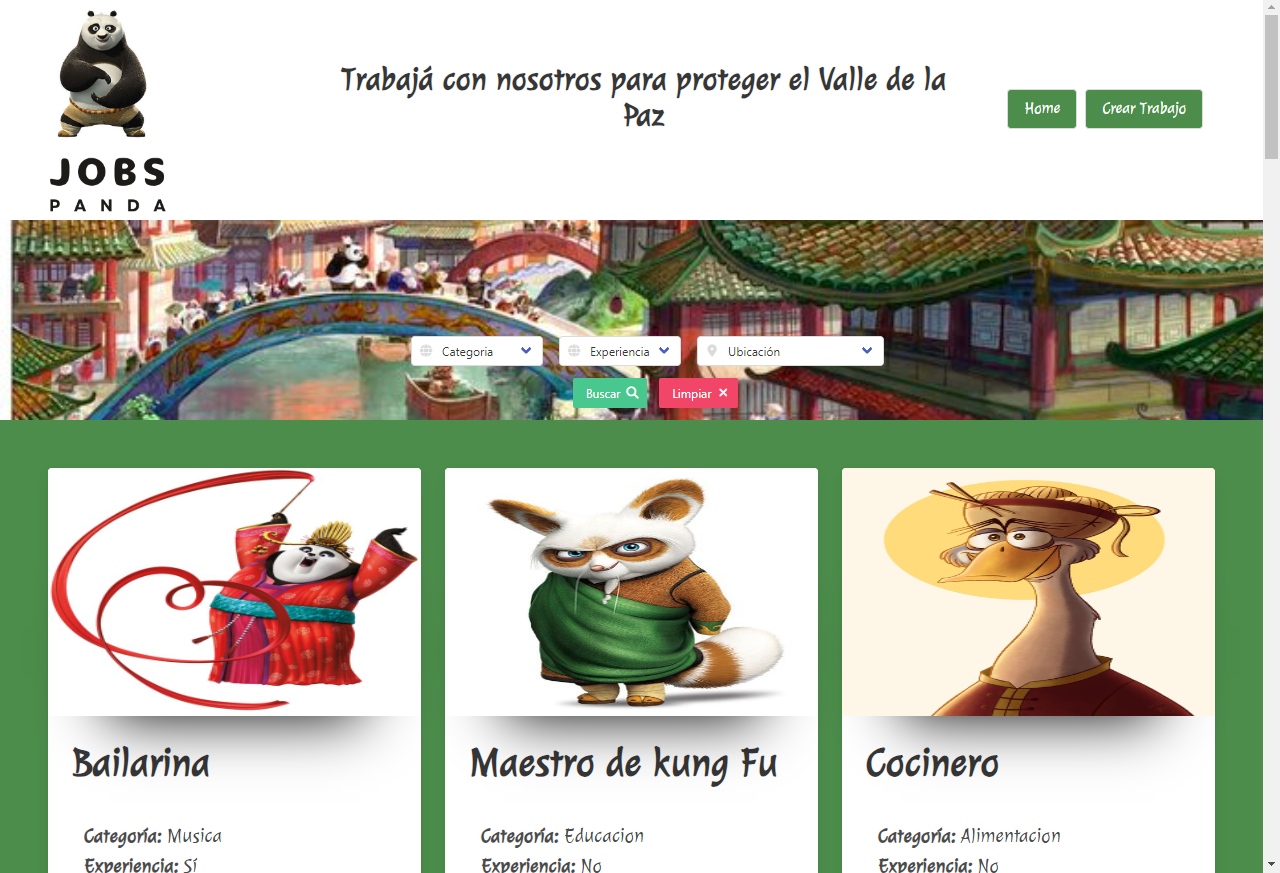 JOBS
PANDA
Trabajá con nosotros para proteger el Valle de la
Paz
Home
Crear Trabajo
Categoria
Experiencia
Ubicación
Buscar
Limpiar
Bailarina
Categoría: Musica
Experiencia: Sí
Maestro de kung Fu
Categoría: Educacion
Experiencia: No
Cocinero
Categoría: Alimentacion
Experiencia: No